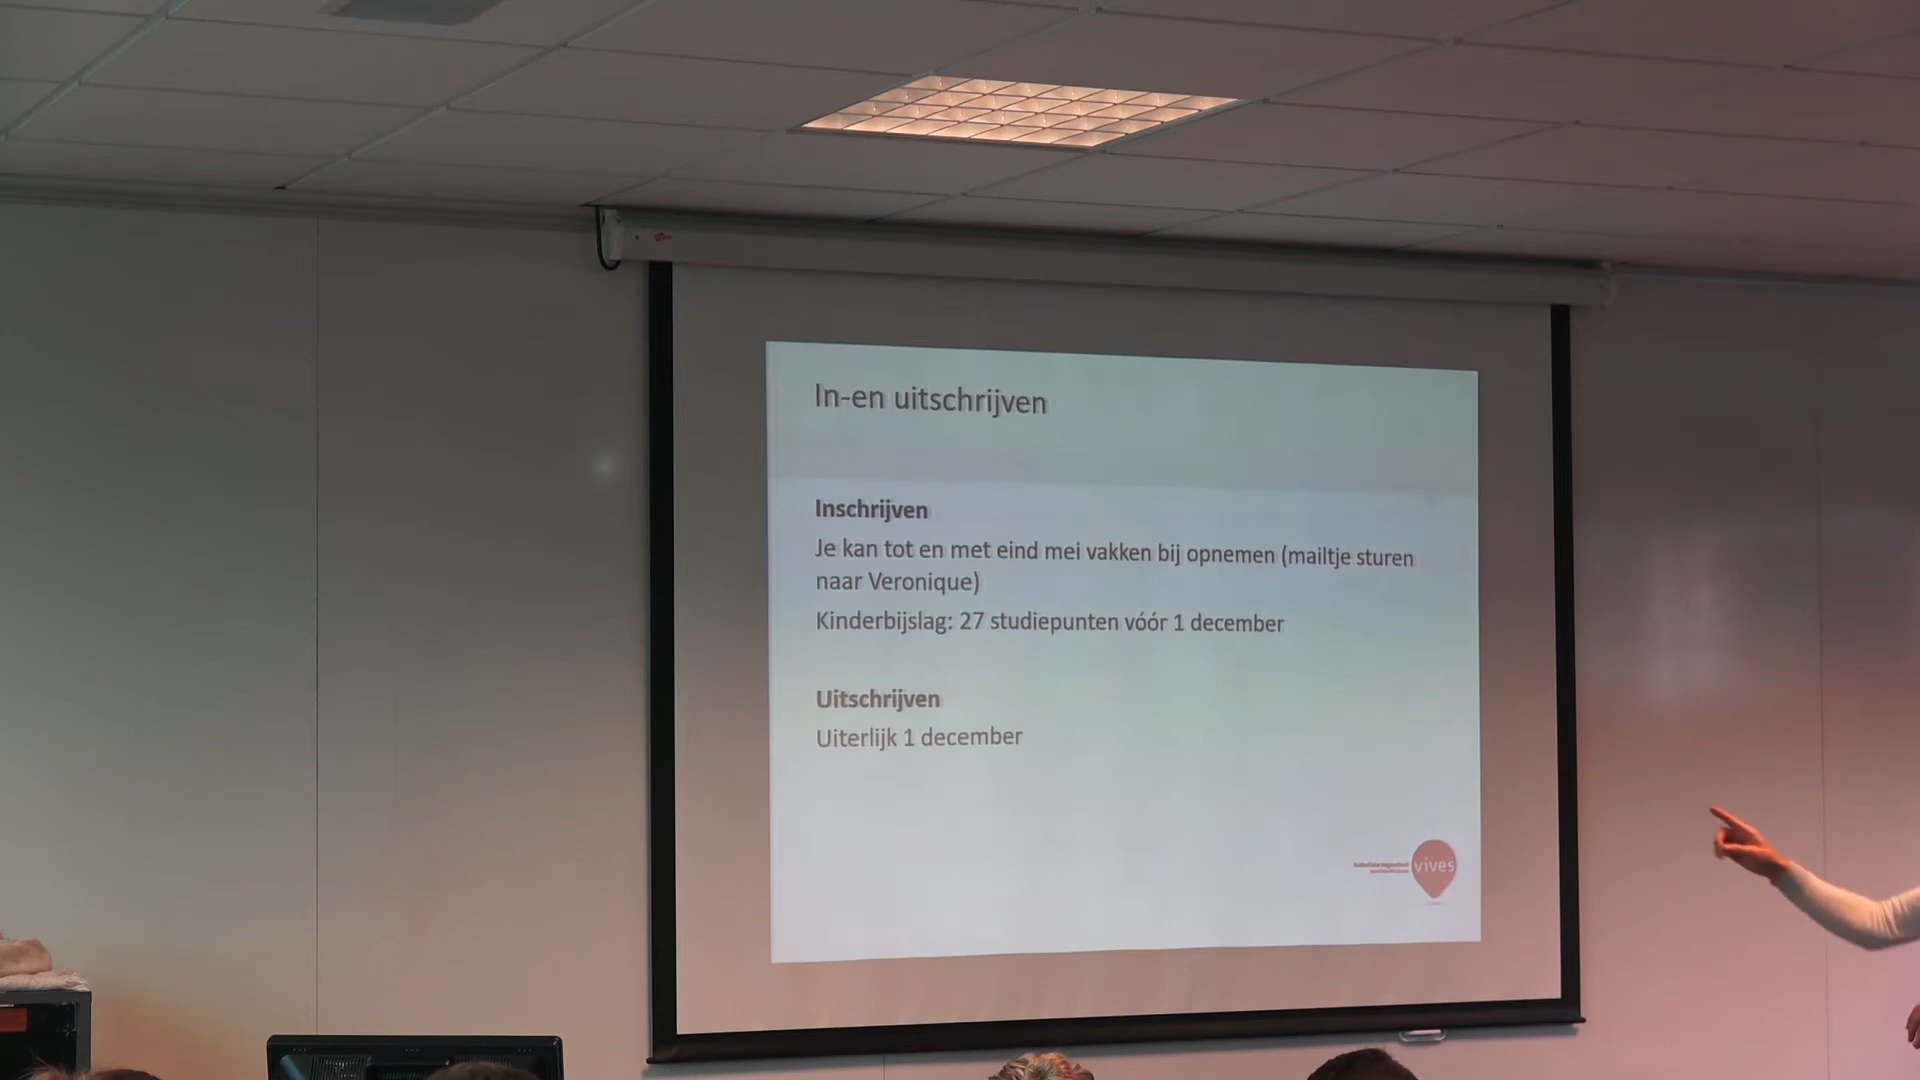 In-en uitschrijven
Inschrijven
Je kan tot en met eind mei vakken bij opnemen (mailtje sturen
naar Veronique)
Kinderbijslag: 27 studiepunten vóór 1 december
Uitschrijven
Uiterlijk 1 december
vives